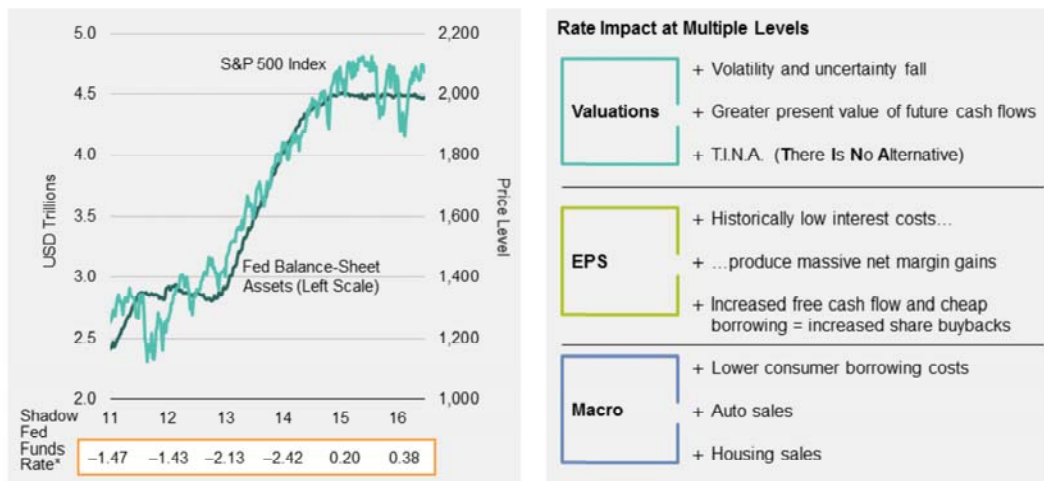 5.0
2,200
S&P 500 Index
4.5
2,000
4.0
1,800
USD Trillions
3.5
1,600
Price Level
3.0
1,400
Fed Balance-Sheet
Assets (Left Scale)
2.5
1,200
2.0
1,000
Shadow
Fed
Funds
Rate*
11 12 13 14 15 16
–1.47 –1.43 –2.13 –2.42 0.20 0.38
Rate Impact at Multiple Levels
Valuations
+ Volatility and uncertainty fall
+ Greater present value of future cash flows
+ T.I.N.A. (There Is No Alternative)
EPS
+ Historically low interest costs…
+ …produce massive net margin gains
+ Increased free cash flow and cheap
borrowing = increased share buybacks
Macro
+ Lower consumer borrowing costs
+ Auto sales
+ Housing sales